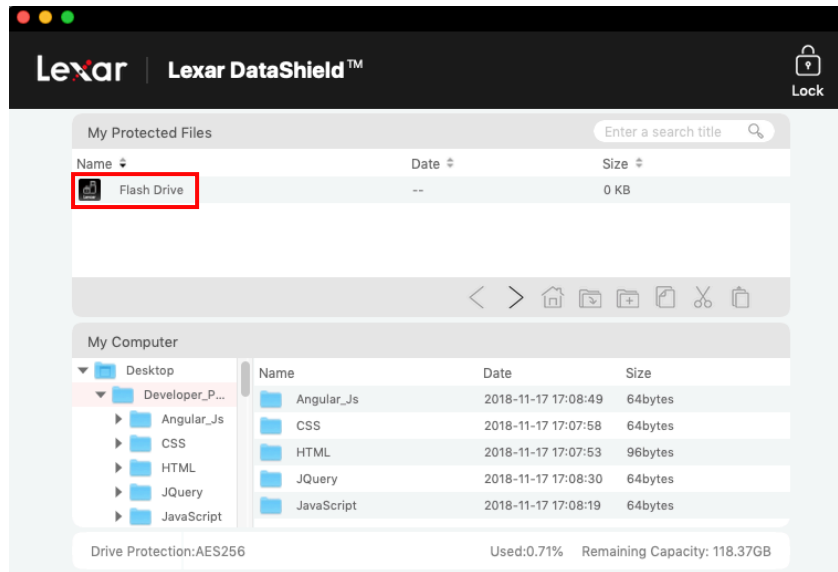 Lexar Lexar DataShield™
Lock
My Protected Files Enter a search title
Name Date Size
Flash Drive -- 0 KB
My Computer
Desktop
Developer_P...
Angular_Js
CSS
HTML
JQuery
JavaScript
Name Date Size
Angular_Js 2018-11-17 17:08:49 64bytes
CSS 2018-11-17 17:07:58 64bytes
HTML 2018-11-17 17:07:53 96bytes
JQuery 2018-11-17 17:08:30 64bytes
JavaScript 2018-11-17 17:08:19 64bytes
Drive Protection:AES256 Used:0.71% Remaining Capacity: 118.37GB